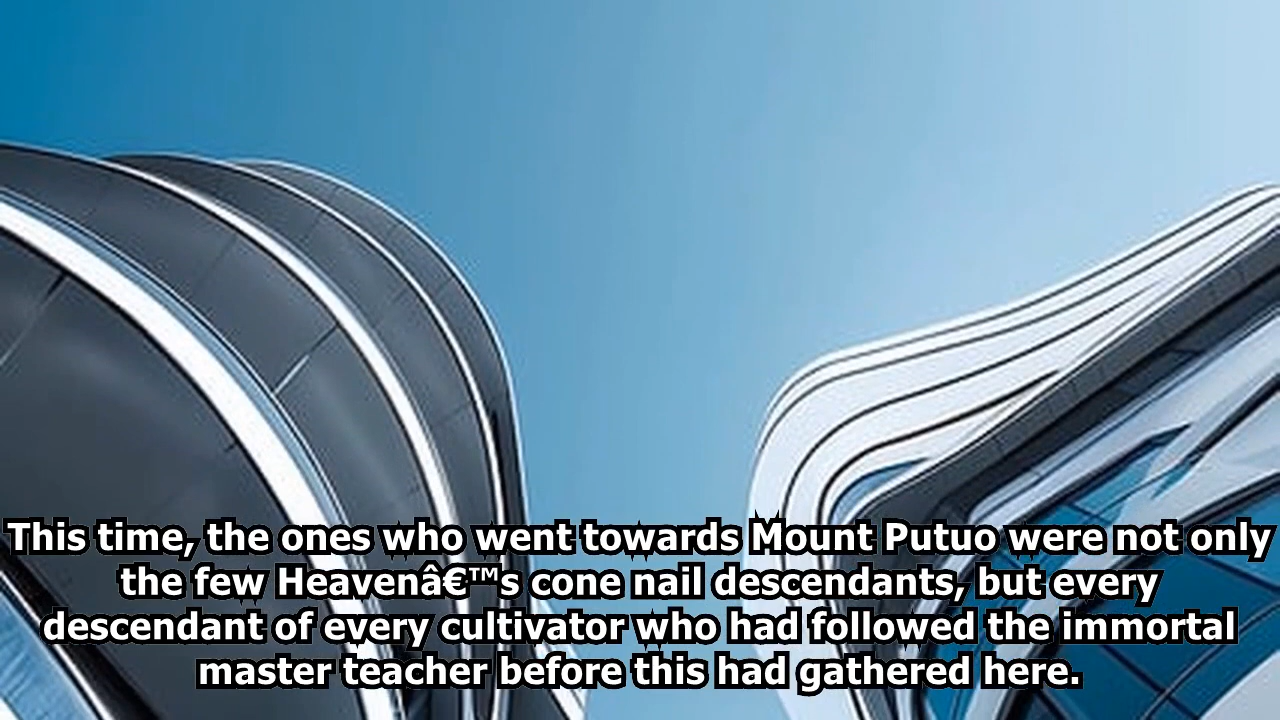 This time, the ones who went towards Mount Putuo were not only
the few Heavenâ€™s cone nail descendants, but every
descendant of every cultivator who had followed the immortal
master teacher before this had gathered here.